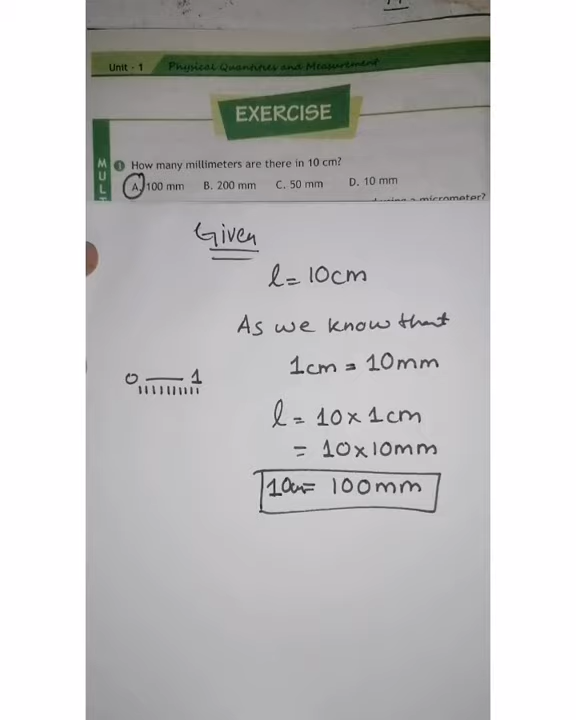 Unit - 1 Physical Quantities and Measurement
EXERCISE
MULT
1 How many millimeters are there in 10 cm?
A. 100 mm B. 200 mm C. 50 mm D. 10 mm
a micrometer?
Given
l = 10cm
As we know that
1cm = 10mm
0 — 1
l = 10 × 1cm
= 10×10mm
10cm = 100mm